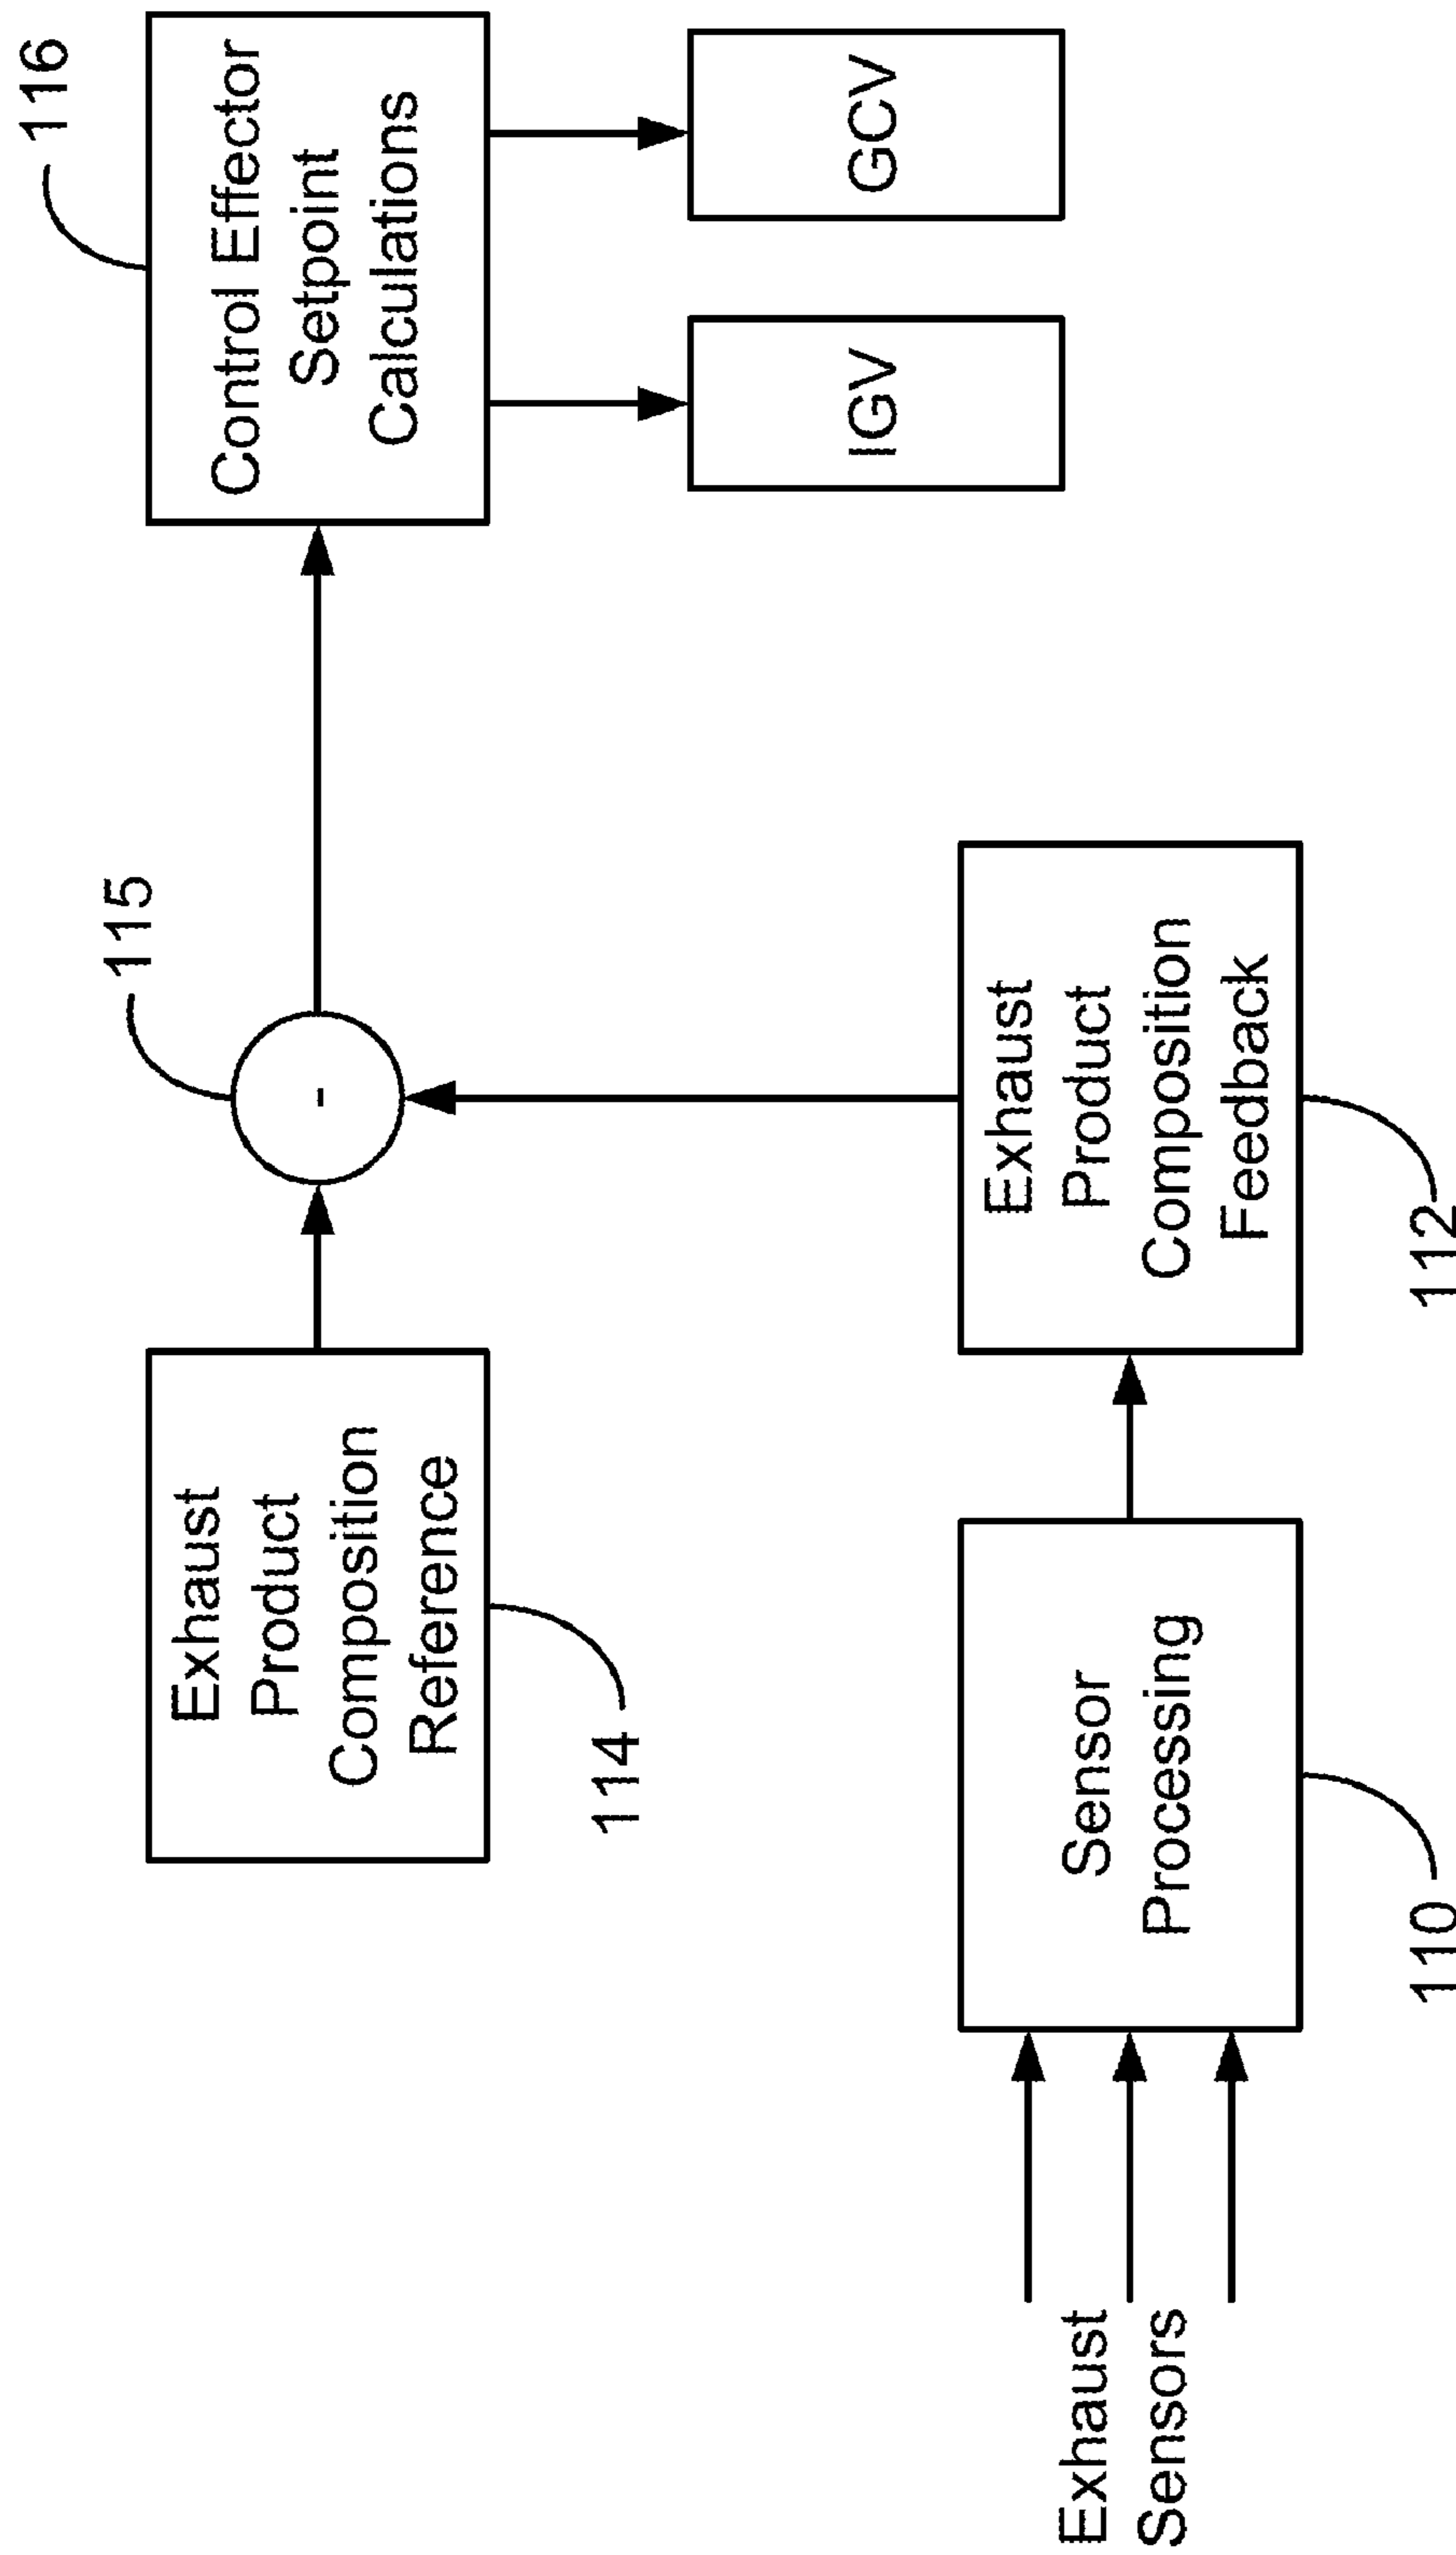 116
Control Effector
Setpoint
Calculations
GCV
IGV
115
-
Exhaust
Product
Composition
Reference
114
Exhaust
Product
Composition
Feedback
112
Sensor
Processing
110
Exhaust
Sensors